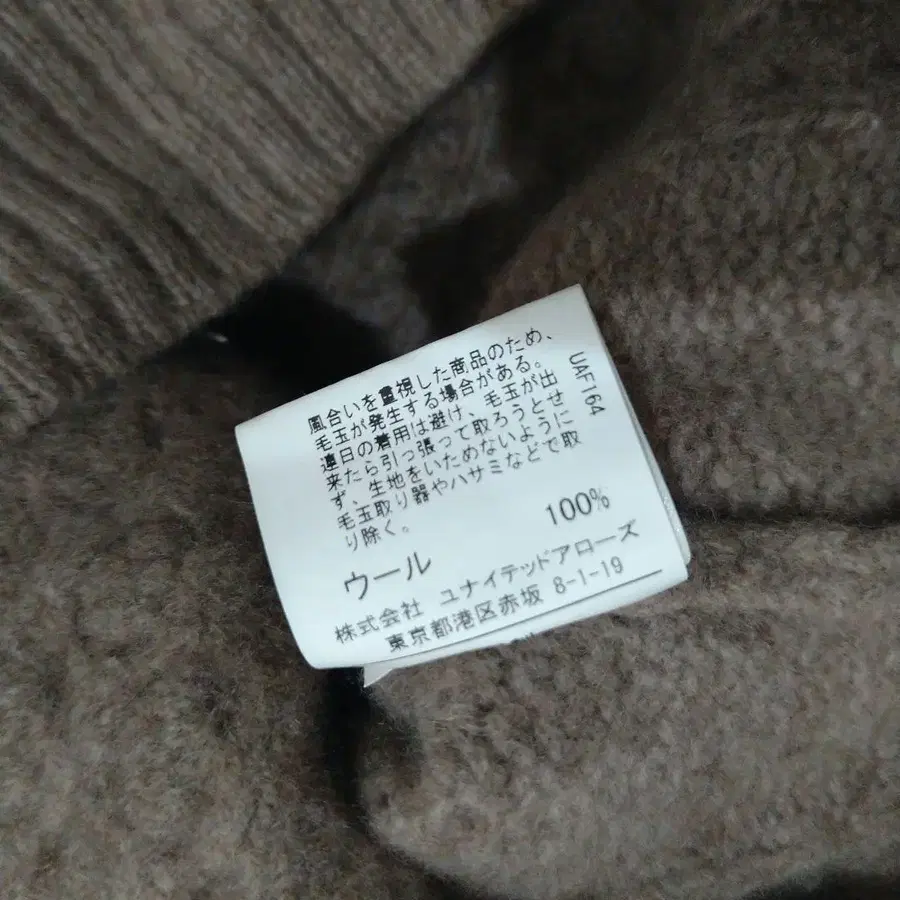 風合いを重視した商品のため、
毛玉が発生する場合がある。
連日の着用は避け、毛玉が出
来たら引っ張って取ろうとせ
ず、生地をいためないように
毛玉取り器やハサミなどで取
り除く。
ウール 100%
株式会社 ユナイテッドアローズ
東京都港区赤坂 8-1-19
UAF164